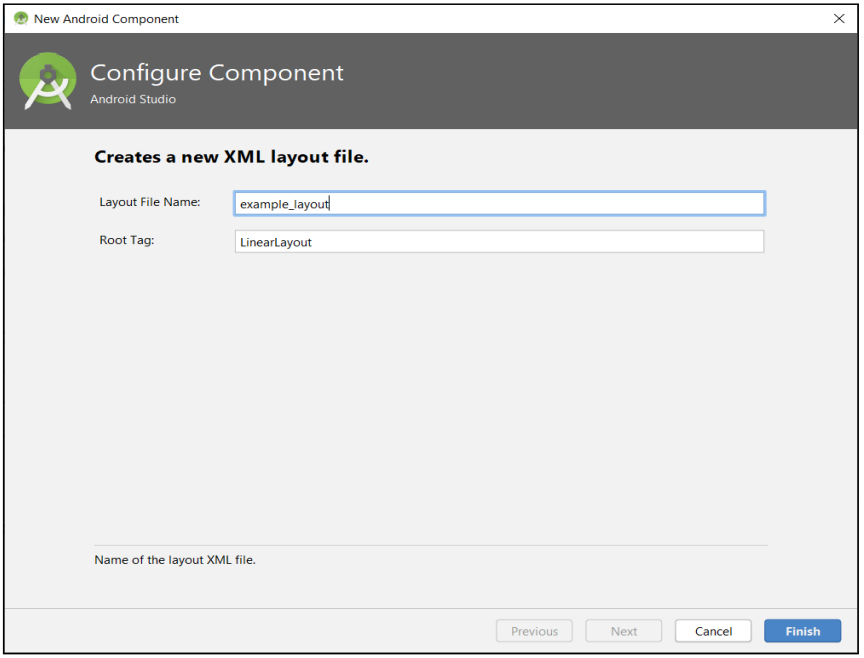 New Android Component
Configure Component
Android Studio
Creates a new XML layout file.
Layout File Name: example_layout
Root Tag: LinearLayout
Name of the layout XML file.
Previous Next Cancel Finish